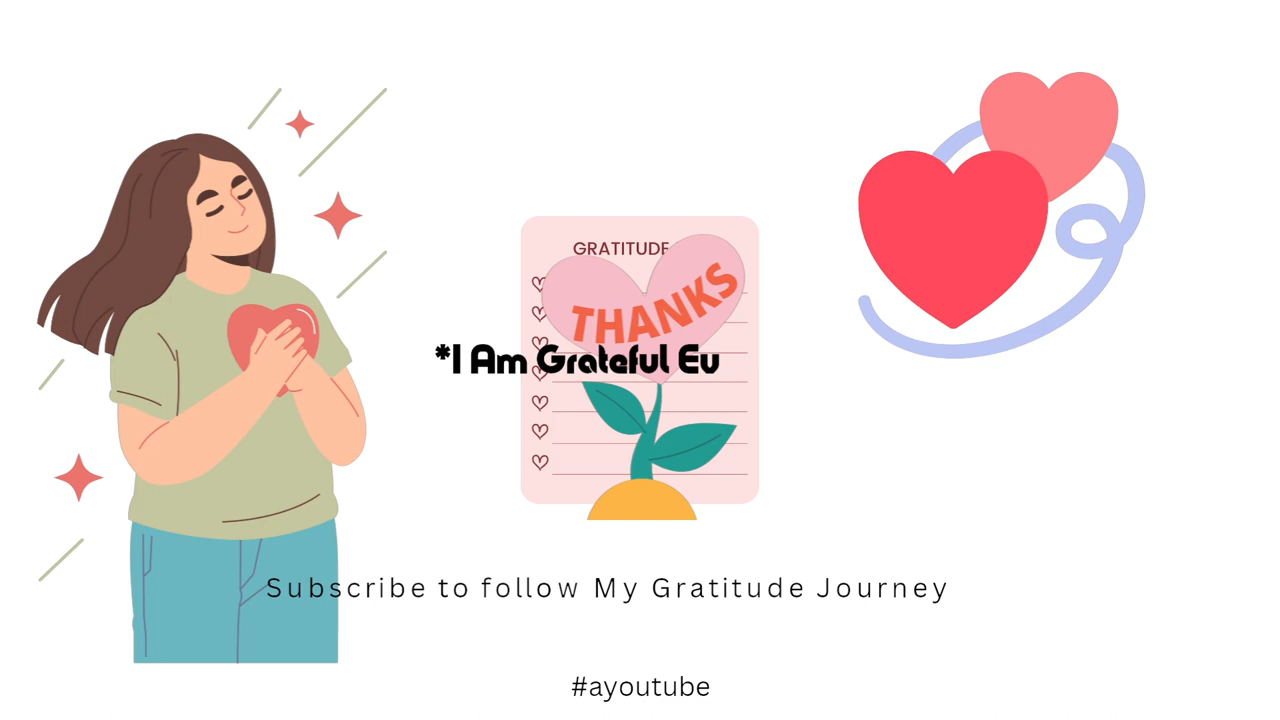 GRATITUDE
THANKS
*I Am Grateful Ev
Subscribe to follow My Gratitude Journey
#ayoutube